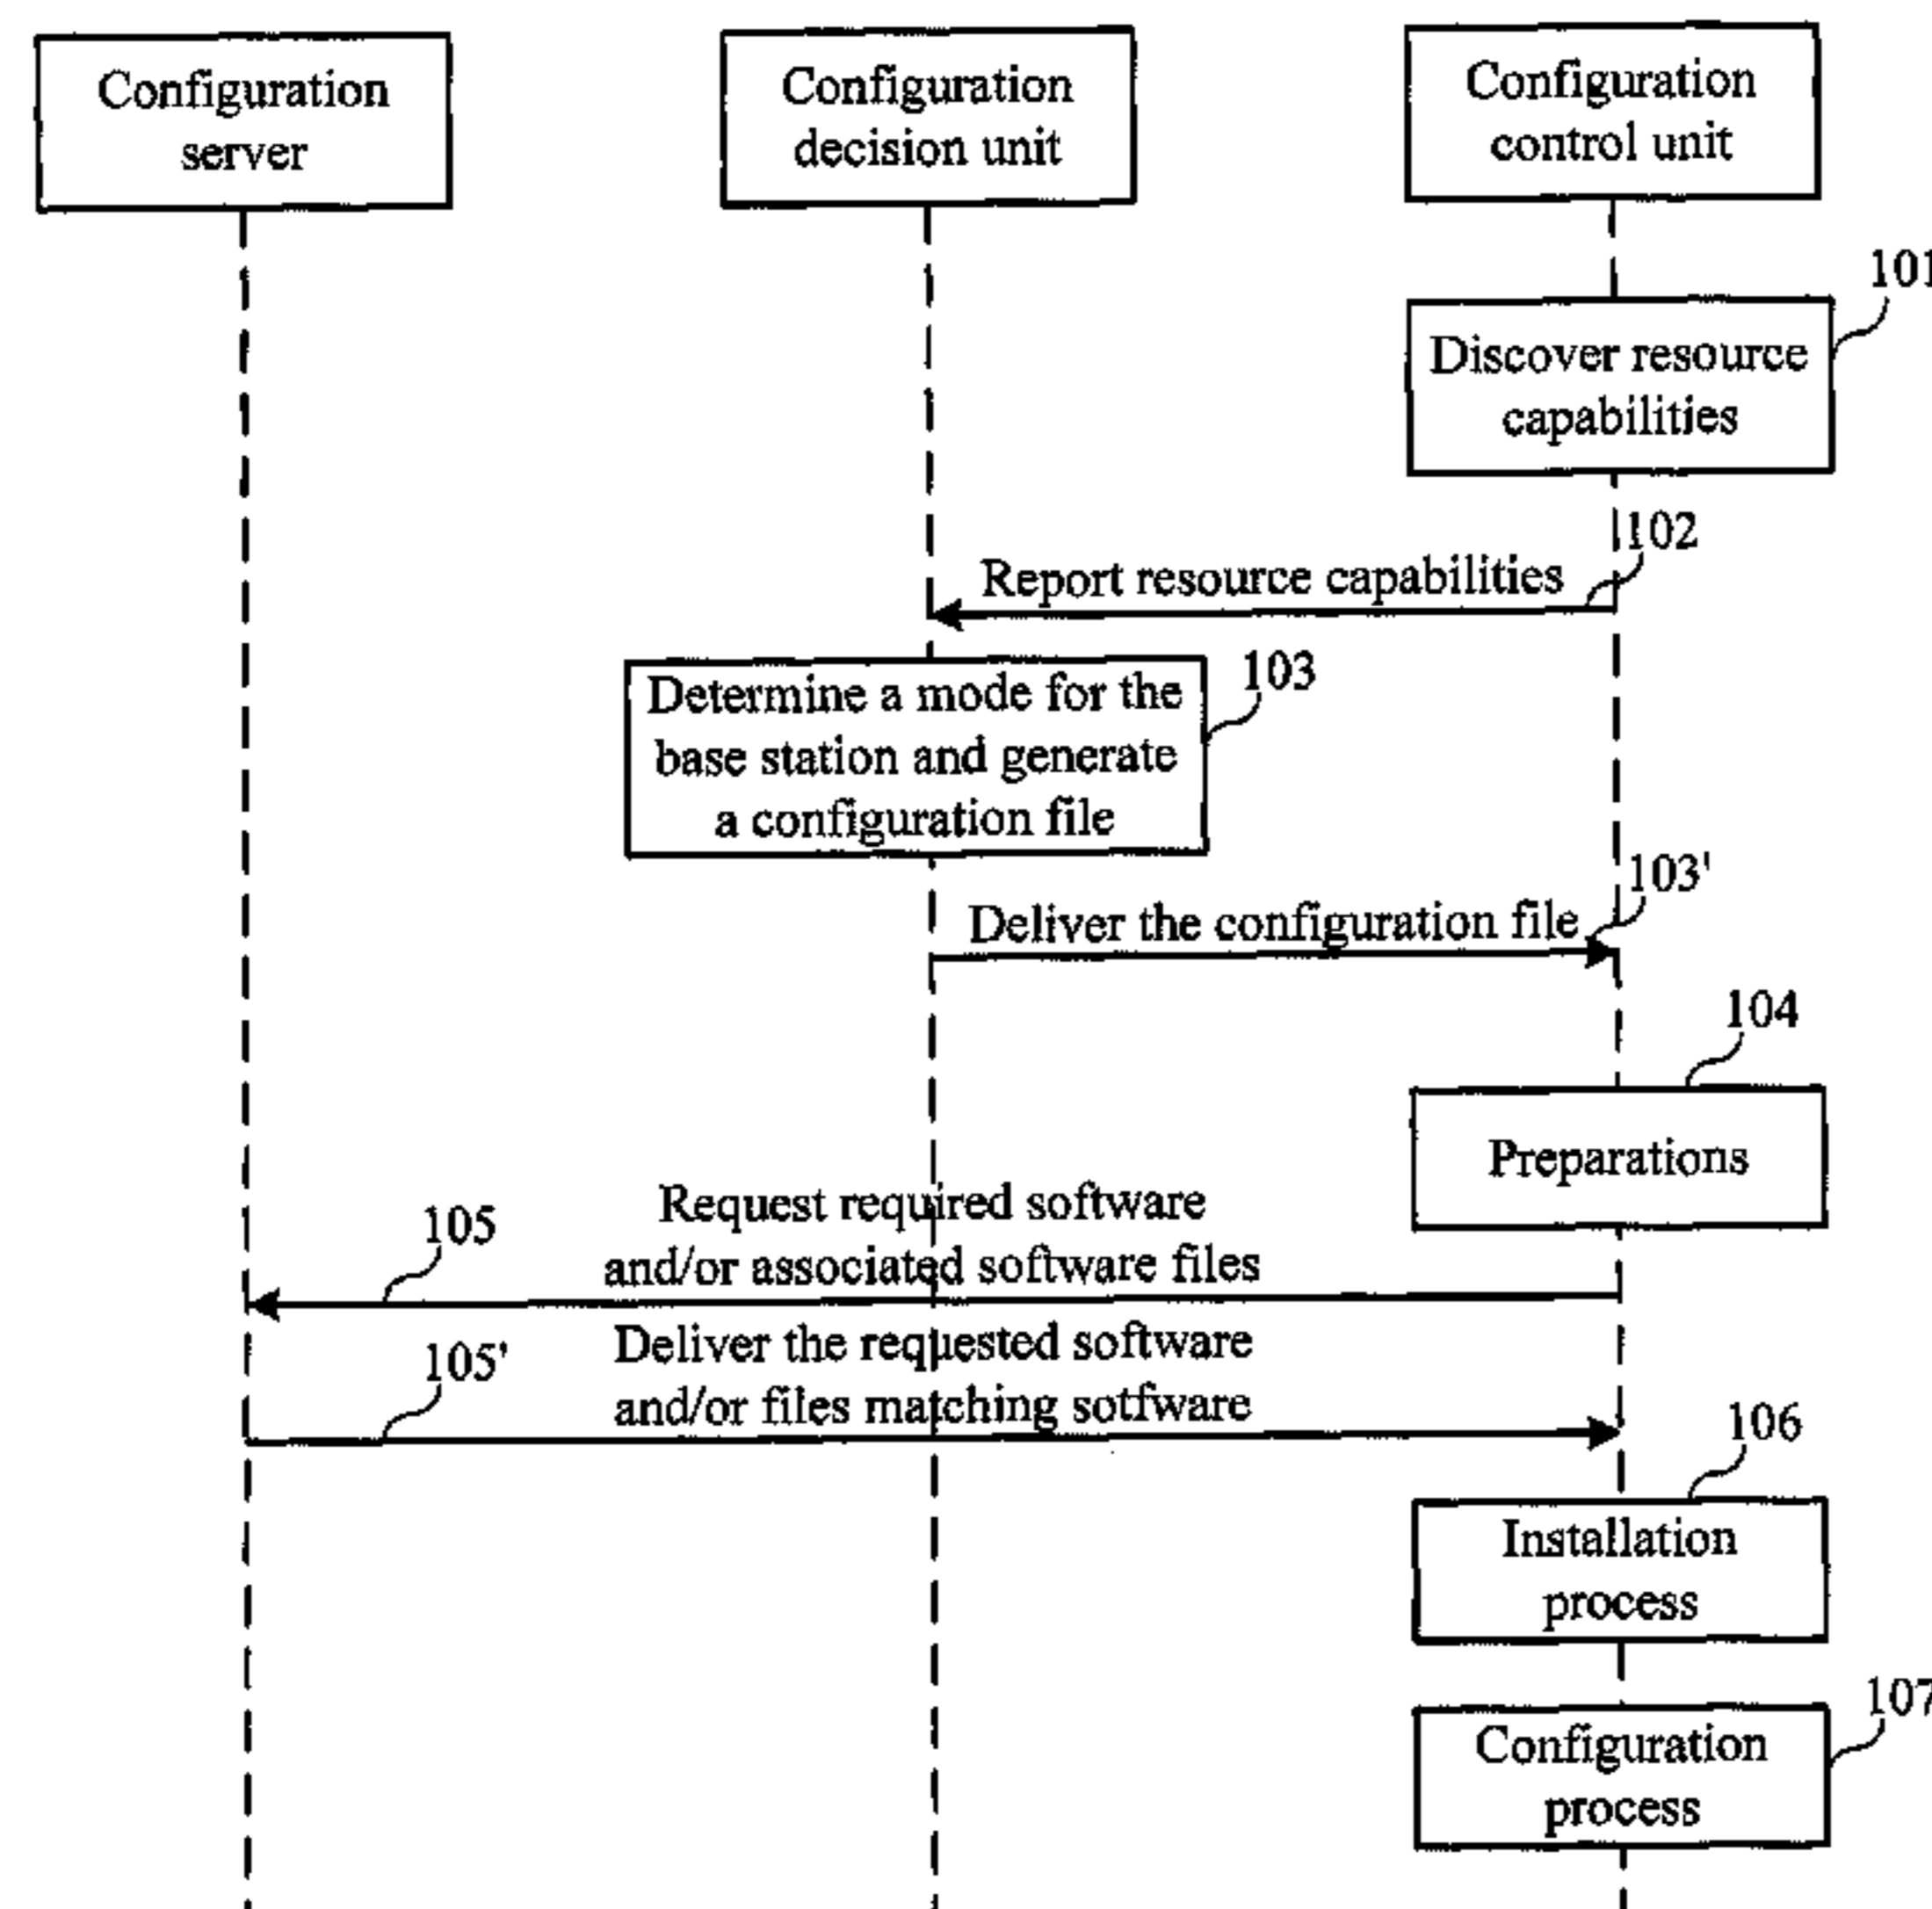 Configuration
server
Configuration
decision unit
Configuration
control unit
101
Discover resource
capabilities
102
Report resource capabilities
103
Determine a mode for the
base station and generate
a configuration file
103'
Deliver the configuration file
104
Preparations
105
Request required software
and/or associated software files
105'
Deliver the requested software
and/or files matching sotfware
106
Installation
process
107
Configuration
process